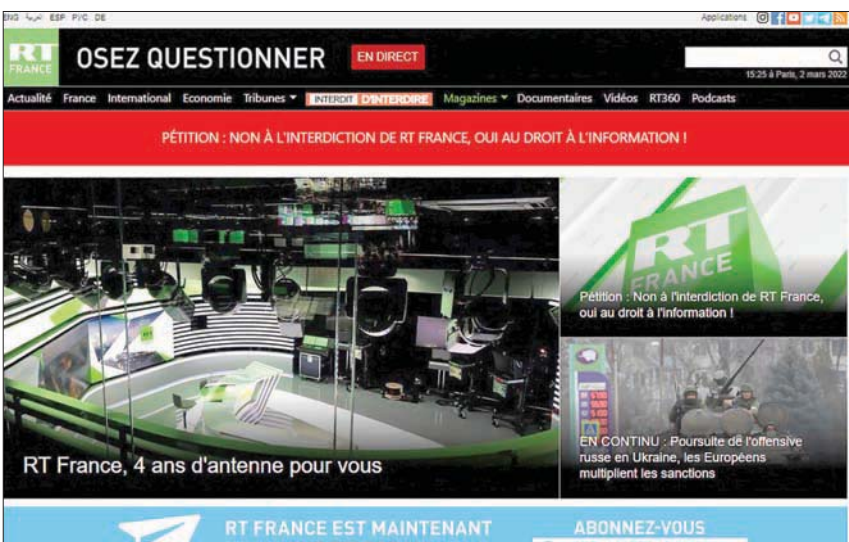 ENG عربي ESP РУС DE
Applications
RT
FRANCE
OSEZ QUESTIONNER
EN DIRECT
15:25 à Paris, 2 mars 2022
Actualité France International Economie Tribunes INTERDIT D'INTERDIRE Magazines Documentaires Vidéos RT360 Podcasts
PÉTITION : NON À L'INTERDICTION DE RT FRANCE, OUI AU DROIT À L'INFORMATION !
RT France, 4 ans d'antenne pour vous
RT
FRANCE
Pétition : Non à l'interdiction de RT France,
oui au droit à l'information !
EN CONTINU : Poursuite de l'offensive
russe en Ukraine, les Européens
multiplient les sanctions
RT FRANCE EST MAINTENANT
ABONNEZ-VOUS